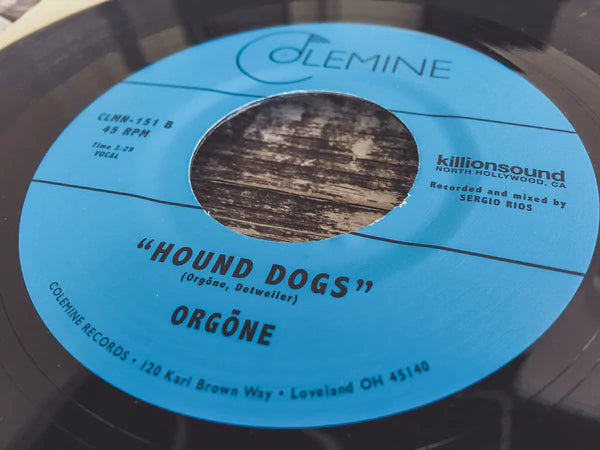 COLEMINE
CLMN-151 B
45 RPM
Time 3:29
VOCAL
killionsound
NORTH HOLLYWOOD, CA
Recorded and mixed by
SERGIO RIOS
"HOUND DOGS"
(Orgōne, Detweiler)
ORGŌNE
COLEMINE RECORDS • 120 Karl Brown Way • Loveland OH 45140